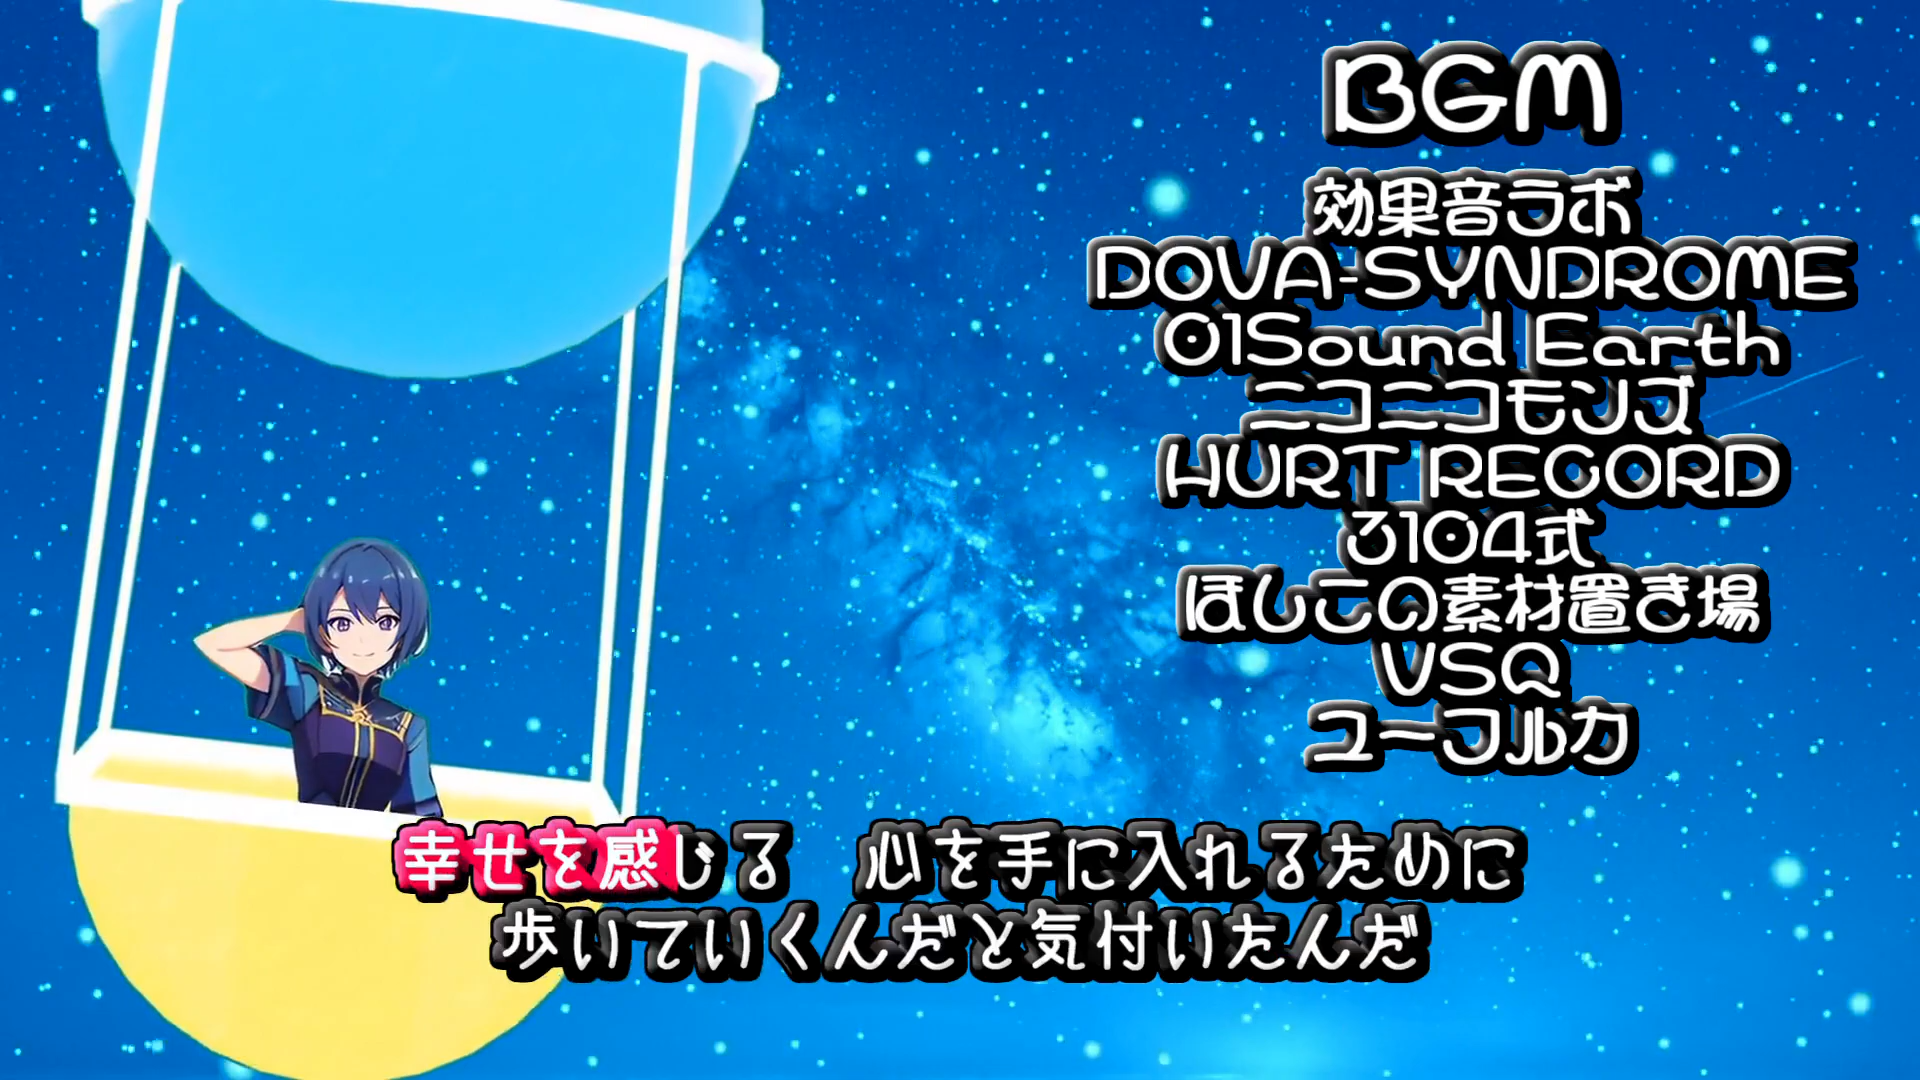 BGM
効果音ラボ
DOVA-SYNDROME
01Sound Earth
ニコニコモンズ
HURT RECORD
3104式
ほしこの素材置き場
VSQ
ユーフルカ
幸せを感じる　心を手に入れるために
歩いていくんだと気付いたんだ